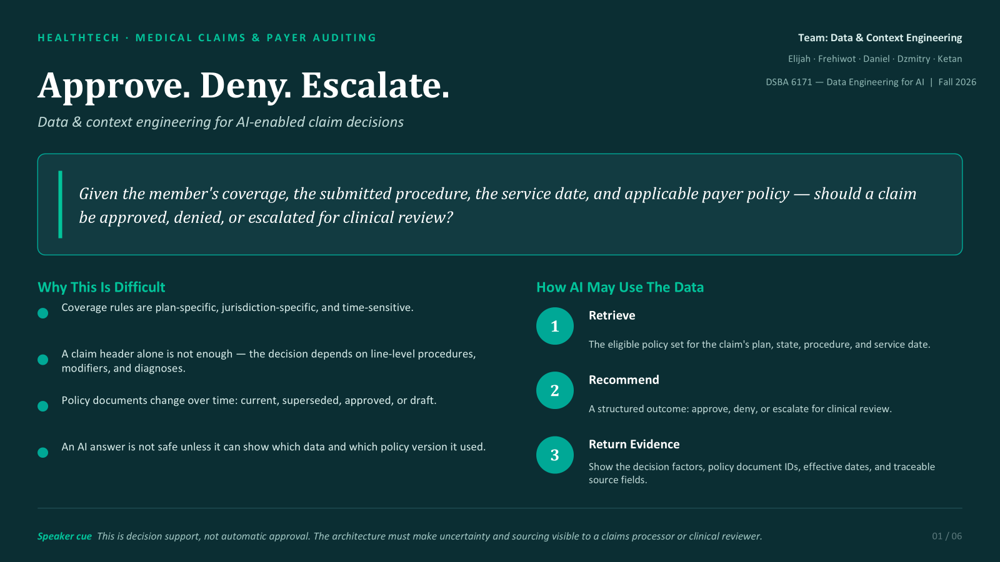 HEALTHTECH · MEDICAL CLAIMS & PAYER AUDITING
Team: Data & Context Engineering
Elijah · Frehiwot · Daniel · Dzmitry · Ketan
DSBA 6171 — Data Engineering for AI | Fall 2026
Approve. Deny. Escalate.
Data & context engineering for AI-enabled claim decisions
Given the member's coverage, the submitted procedure, the service date, and applicable payer policy — should a claim
be approved, denied, or escalated for clinical review?
Why This Is Difficult
Coverage rules are plan-specific, jurisdiction-specific, and time-sensitive.
A claim header alone is not enough — the decision depends on line-level procedures,
modifiers, and diagnoses.
Policy documents change over time: current, superseded, approved, or draft.
An AI answer is not safe unless it can show which data and which policy version it used.
How AI May Use The Data
1
Retrieve
The eligible policy set for the claim's plan, state, procedure, and service date.
2
Recommend
A structured outcome: approve, deny, or escalate for clinical review.
3
Return Evidence
Show the decision factors, policy document IDs, effective dates, and traceable
source fields.
Speaker cue This is decision support, not automatic approval. The architecture must make uncertainty and sourcing visible to a claims processor or clinical reviewer.
01 / 06